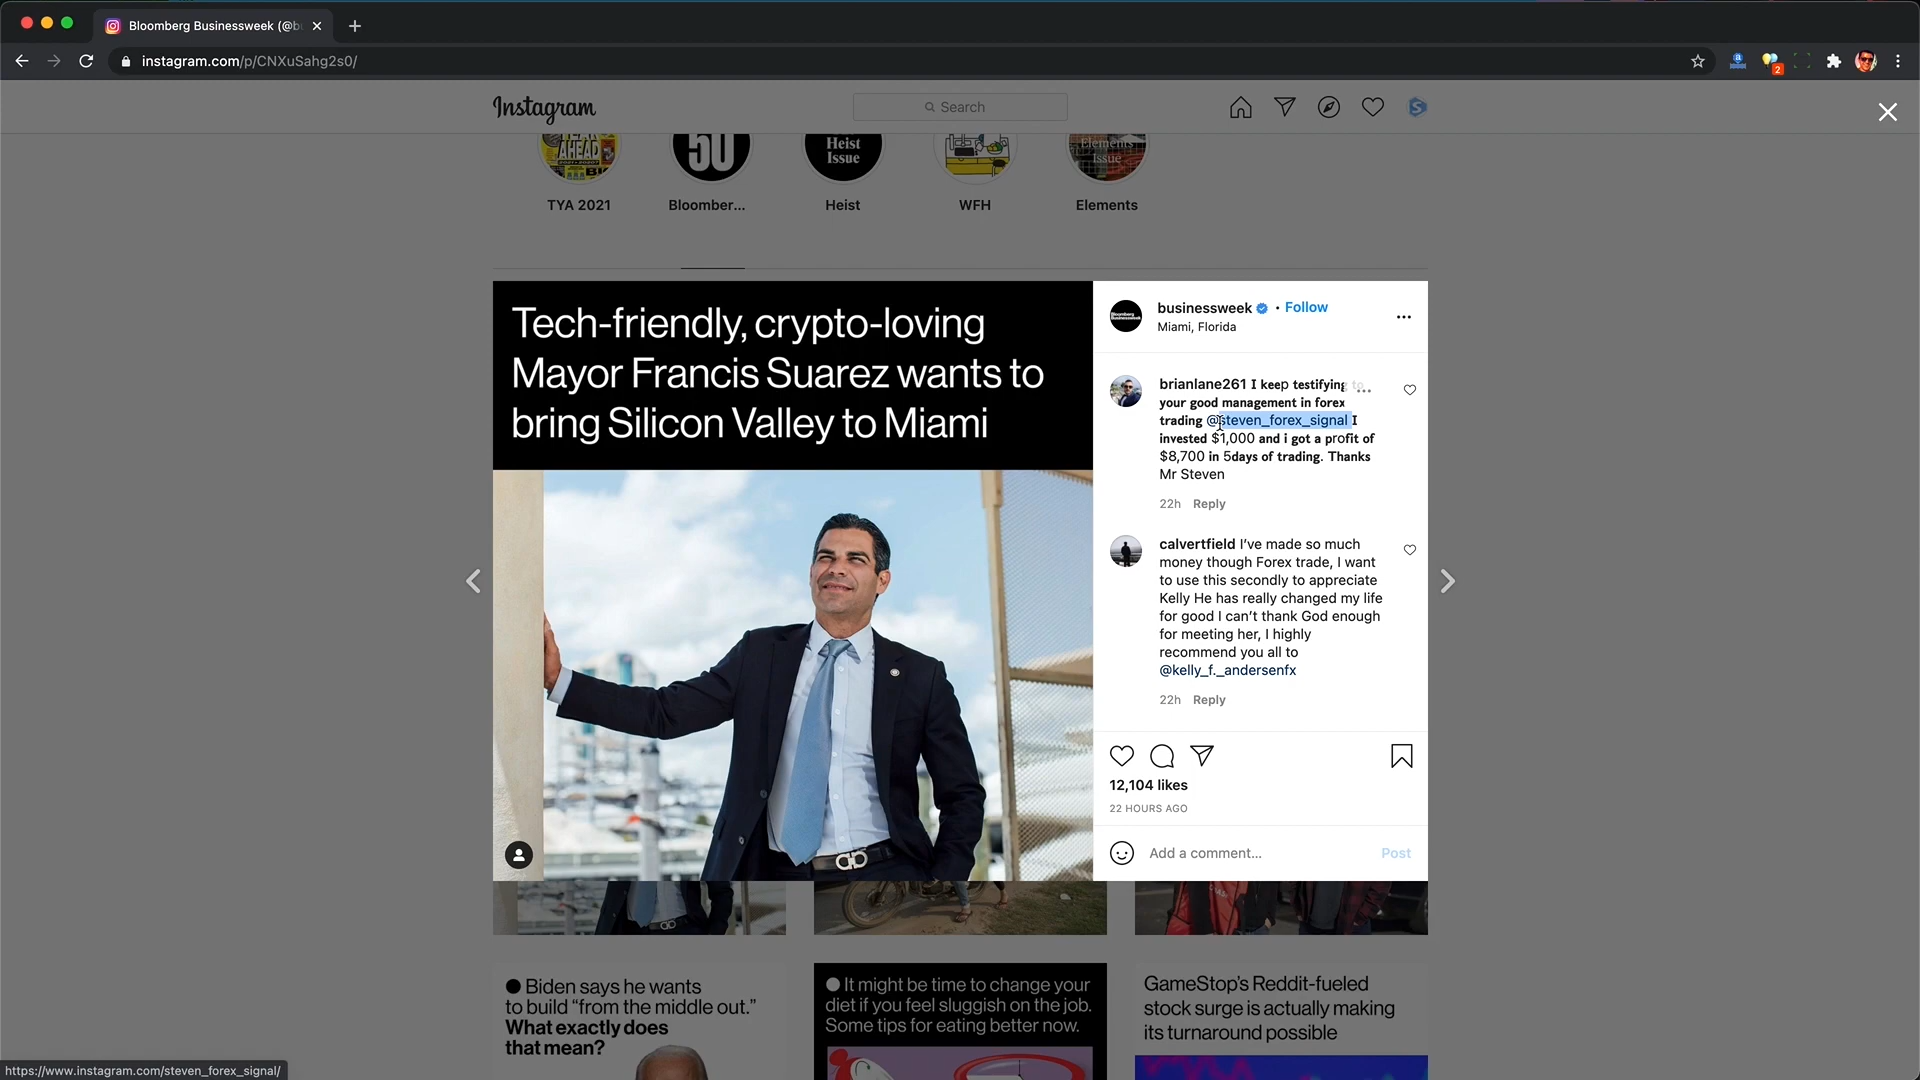 Bloomberg Businessweek (@bu
instagram.com/p/CNXuSahg2s0/
2
Instagram
Search
YEAR
AHEAD
50
Heist
Issue
Elements
Issue
TYA 2021
Bloomber...
Heist
WFH
Elements
Tech-friendly, crypto-loving
Mayor Francis Suarez wants to
bring Silicon Valley to Miami
businessweek • Follow
Miami, Florida
brianlane261 I keep testifying to
your good management in forex
trading @steven_forex_signal I
invested $1,000 and i got a profit of
$8,700 in 5days of trading. Thanks
Mr Steven
22h Reply
calvertfield I’ve made so much
money though Forex trade, I want
to use this secondly to appreciate
Kelly He has really changed my life
for good I can’t thank God enough
for meeting her, I highly
recommend you all to
@kelly_f._andersenfx
22h Reply
12,104 likes
22 HOURS AGO
Add a comment...
Post
Biden says he wants
to build “from the middle out.”
What exactly does
that mean?
It might be time to change your
diet if you feel sluggish on the job.
Some tips for eating better now.
GameStop’s Reddit-fueled
stock surge is actually making
its turnaround possible
https://www.instagram.com/steven_forex_signal/